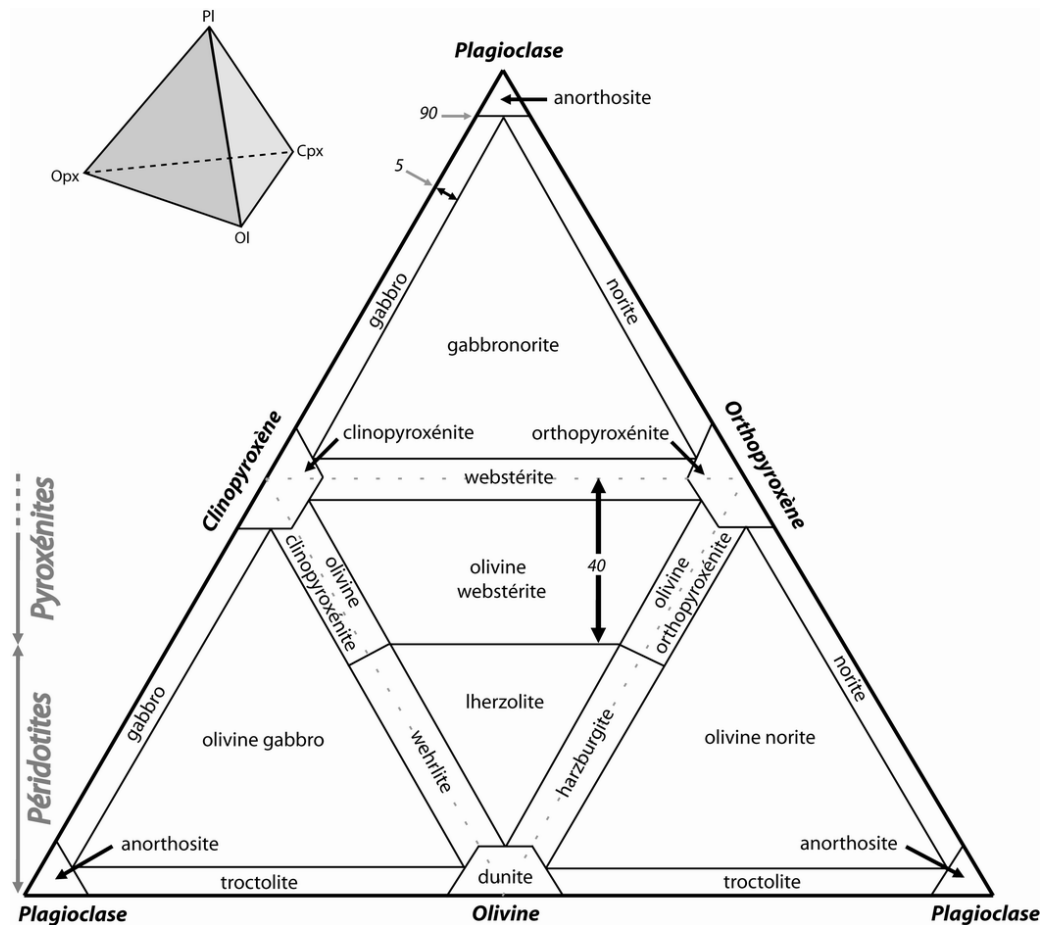 Pl
Opx
Cpx
Ol
Plagioclase
anorthosite
90
5
gabbro
norite
gabbronorite
Clinopyroxène
Orthopyroxène
clinopyroxénite
orthopyroxénite
webstérite
Pyroxénites
olivine
clinopyroxénite
olivine
webstérite
40
olivine
orthopyroxénite
Péridotites
lherzolite
gabbro
norite
olivine gabbro
wehrlite
harzburgite
olivine norite
anorthosite
anorthosite
troctolite
dunite
troctolite
Plagioclase
Olivine
Plagioclase